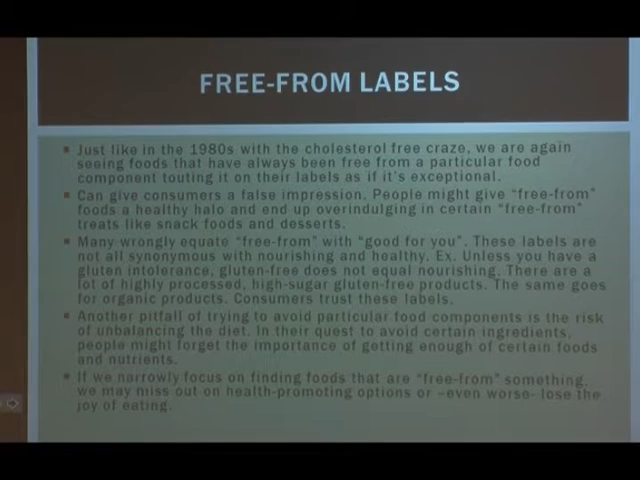 FREE-FROM LABELS
Just like in the 1980s with the cholesterol free craze, we are again
seeing foods that have always been free from a particular food
component touting it on their labels as if it's exceptional.
Can give consumers a false impression. People might give "free-from"
foods a healthy halo and end up overindulging in certain "free-from"
treats like snack foods and desserts.
Many wrongly equate "free-from" with "good for you". These labels are
not all synonymous with nourishing and healthy. Ex. Unless you have a
gluten intolerance, gluten-free does not equal nourishing. There are a
lot of highly processed, high-sugar gluten-free products. The same goes
for organic products. Consumers trust these labels.
Another pitfall of trying to avoid particular food components is the risk
of unbalancing the diet. In their quest to avoid certain ingredients,
people might forget the importance of getting enough of certain foods
and nutrients.
If we narrowly focus on finding foods that are "free-from" something,
we may miss out on health-promoting options or –even worse- lose the
joy of eating.